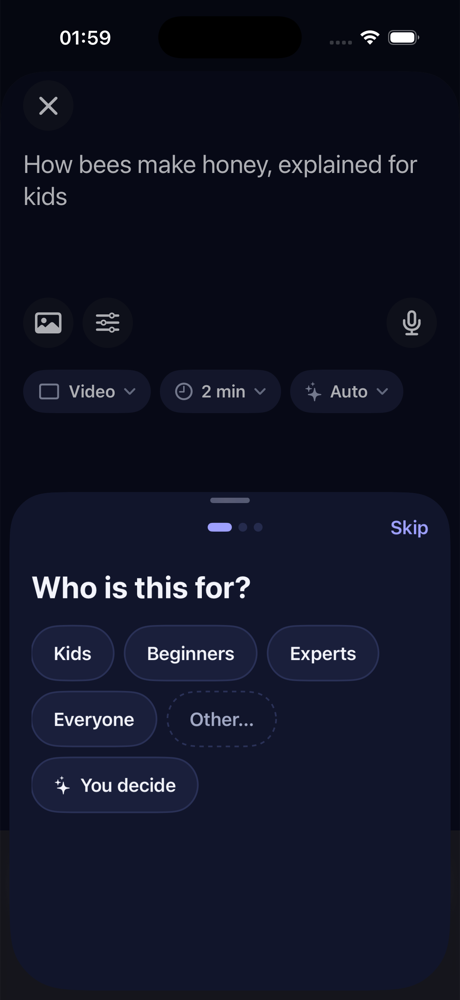 01:59
How bees make honey, explained for
kids
Video
2 min
Auto
Skip
Who is this for?
Kids
Beginners
Experts
Everyone
Other...
You decide